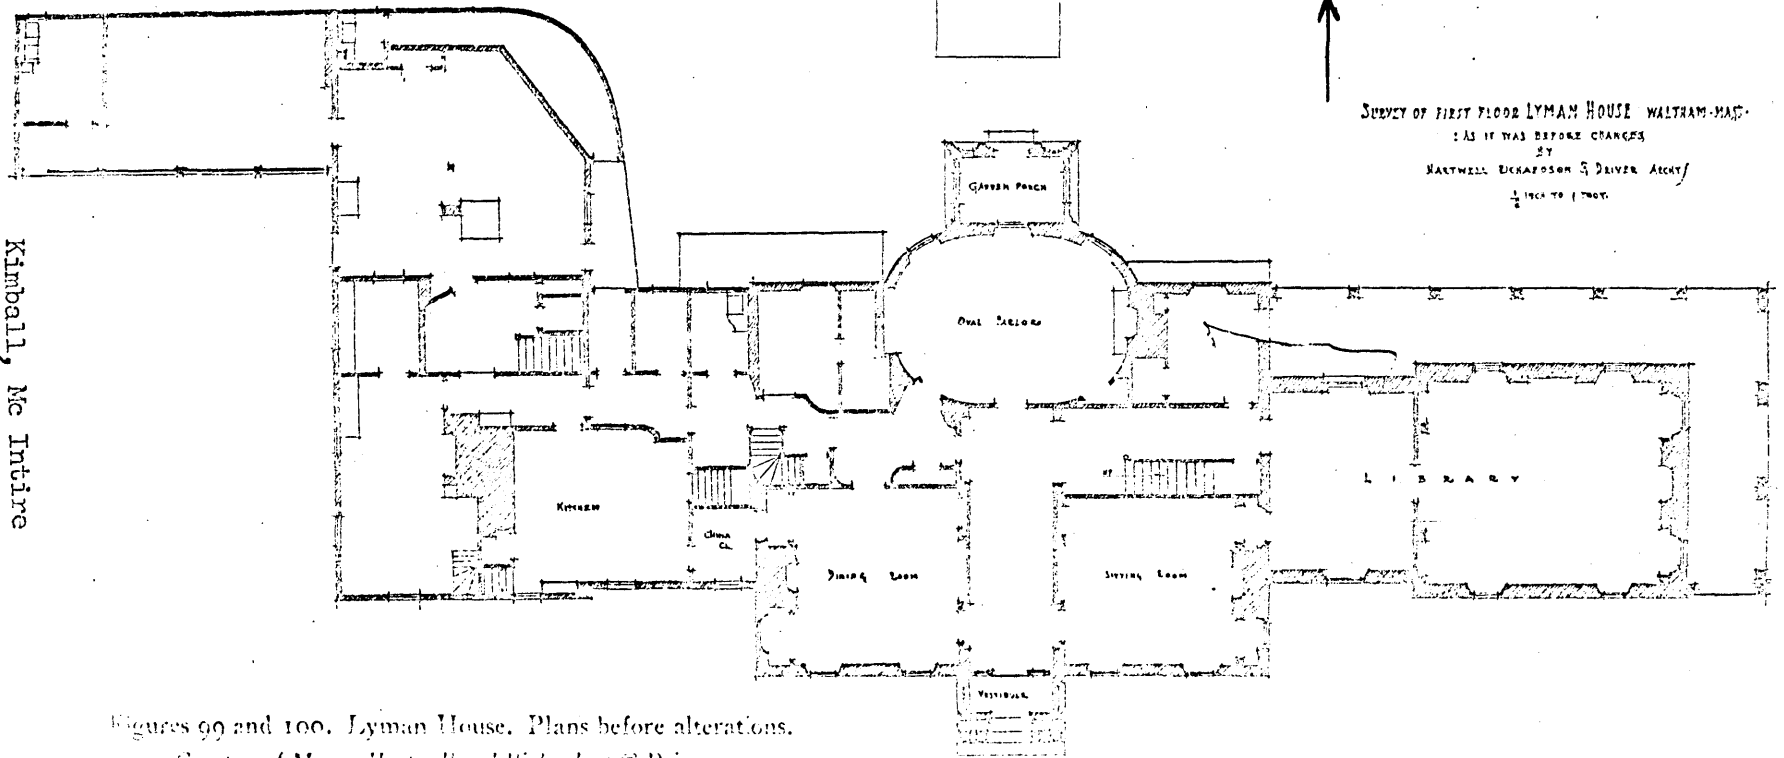 SURVEY OF FIRST FLOOR LYMAN HOUSE WALTHAM-MASS-
: AS IT WAS BEFORE CHANGES
BY
HARTWELL RICHARDSON & DRIVER ARCHTS
1/8 INCH TO 1 FOOT.
GARDEN PORCH
OVAL PARLOR
LIBRARY
UP
KITCHEN
CHINA
CL.
DINING ROOM
SITTING ROOM
VESTIBULE
Kimball, Mc Intire
Figures 99 and 100. Lyman House. Plans before alterations.